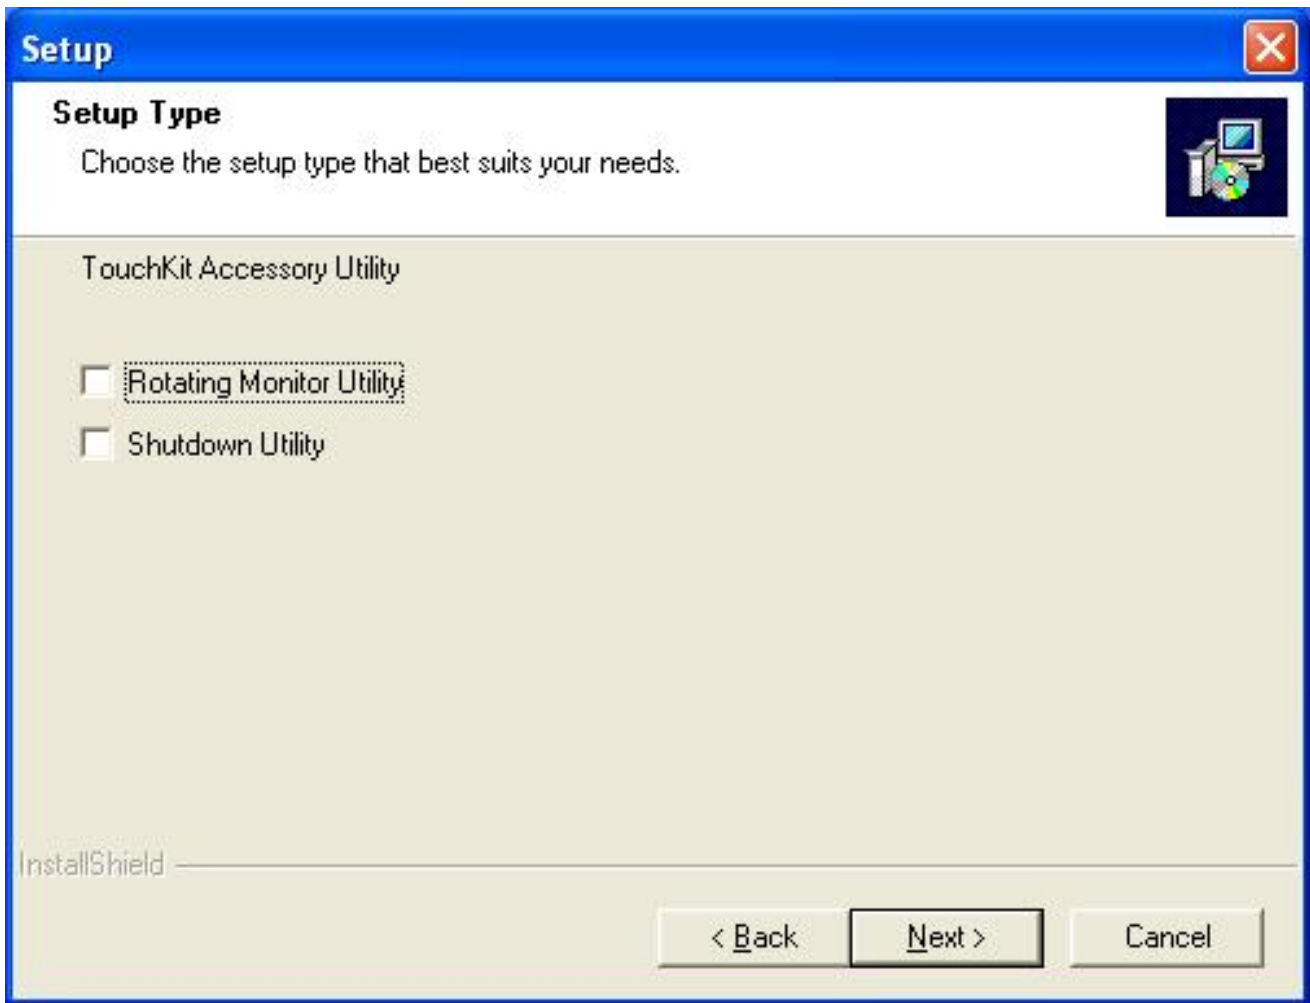 Setup
Setup Type
Choose the setup type that best suits your needs.
TouchKit Accessory Utility
Rotating Monitor Utility
Shutdown Utility
InstallShield
< Back Next > Cancel